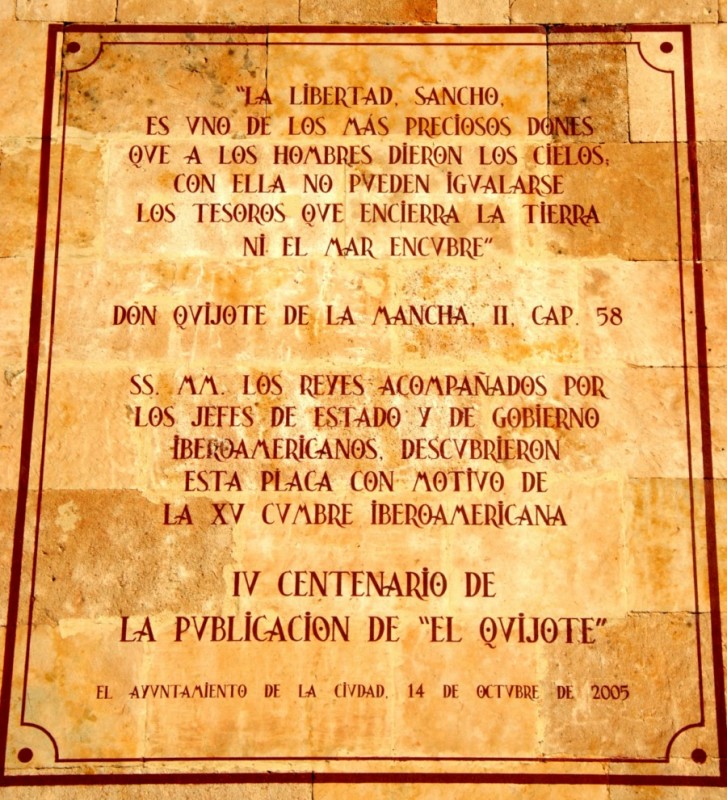 "LA LIBERTAD, SANCHO,
ES VNO DE LOS MÁS PRECIOSOS DONES
QVE A LOS HOMBRES DIERON LOS CIELOS;
CON ELLA NO PVEDEN IGVALARSE
LOS TESOROS QVE ENCIERRA LA TIERRA
NI EL MAR ENCVBRE"
DON QVIJOTE DE LA MANCHA, II, CAP. 58
SS. MM. LOS REYES ACOMPAÑADOS POR
LOS JEFES DE ESTADO Y DE GOBIERNO
IBEROAMERICANOS, DESCVBRIERON
ESTA PLACA CON MOTIVO DE
LA XV CVMBRE IBEROAMERICANA
IV CENTENARIO DE
LA PVBLICACION DE "EL QVIJOTE"
EL AYVNTAMIENTO DE LA CIVDAD, 14 DE OCTVBRE DE 2005